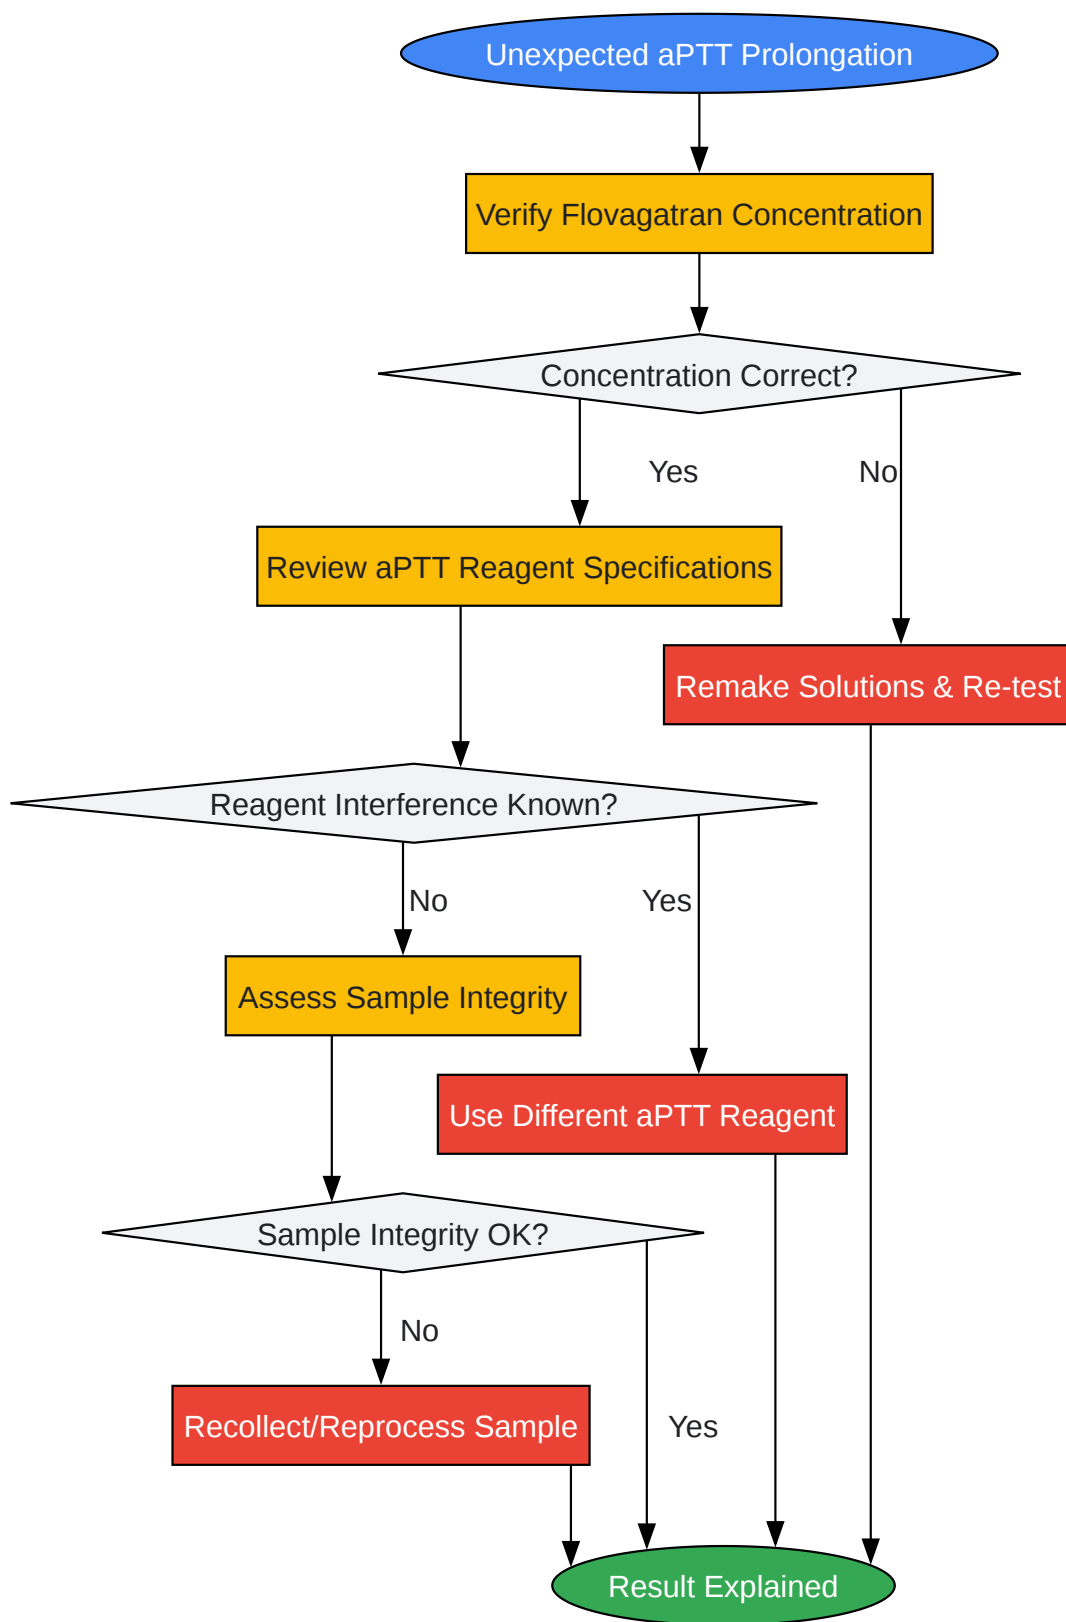 Unexpected aPTT Prolongation
Verify Flovagatran Concentration
Concentration Correct?
Yes
No
Review aPTT Reagent Specifications
Remake Solutions & Re-test
Reagent Interference Known?
No
Yes
Assess Sample Integrity
Use Different aPTT Reagent
Sample Integrity OK?
No
Recollect/Reprocess Sample
Yes
Result Explained